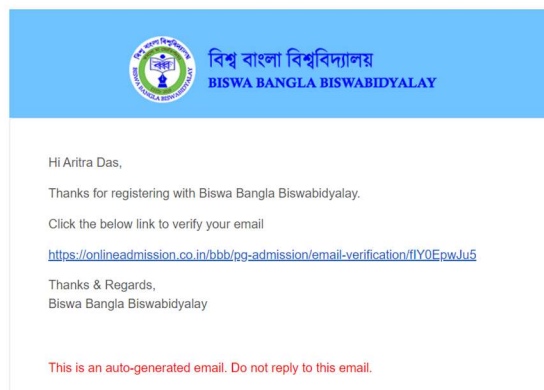 বিশ্ব বাংলা বিশ্ববিদ্যালয়
BISWA BANGLA BISWABIDYALAY
Hi Aritra Das,
Thanks for registering with Biswa Bangla Biswabidyalay.
Click the below link to verify your email
https://onlineadmission.co.in/bbb/pg-admission/email-verification/fIY0EpwJu5
Thanks & Regards,
Biswa Bangla Biswabidyalay
This is an auto-generated email. Do not reply to this email.